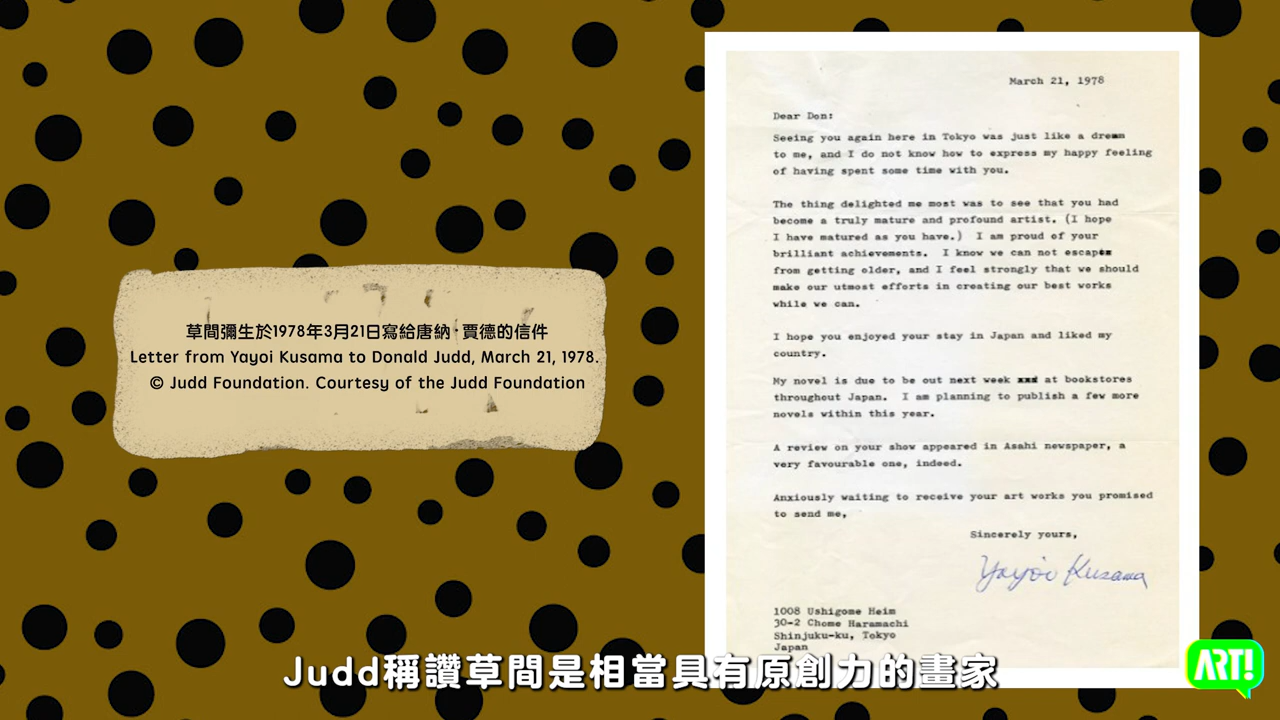 草間彌生於1978年3月21日寫給唐納·賈德的信件
Letter from Yayoi Kusama to Donald Judd, March 21, 1978.
© Judd Foundation. Courtesy of the Judd Foundation
March 21, 1978
Dear Don:
Seeing you again here in Tokyo was just like a dream
to me, and I do not know how to express my happy feeling
of having spent some time with you.
The thing delighted me most was to see that you had
become a truly mature and profound artist. (I hope
I have matured as you have.) I am proud of your
brilliant achievements. I know we can not escape
from getting older, and I feel strongly that we should
make our utmost efforts in creating our best works
while we can.
I hope you enjoyed your stay in Japan and liked my
country.
My novel is due to be out next week at bookstores
throughout Japan. I am planning to publish a few more
novels within this year.
A review on your show appeared in Asahi newspaper, a
very favourable one, indeed.
Anxiously waiting to receive your art works you promised
to send me,
Sincerely yours,
Yayoi Kusama
1008 Ushigome Heim
30-2 Chome Haramachi
Shinjuku-ku, Tokyo
Japan
Judd稱讚草間是相當具有原創力的畫家
ART!